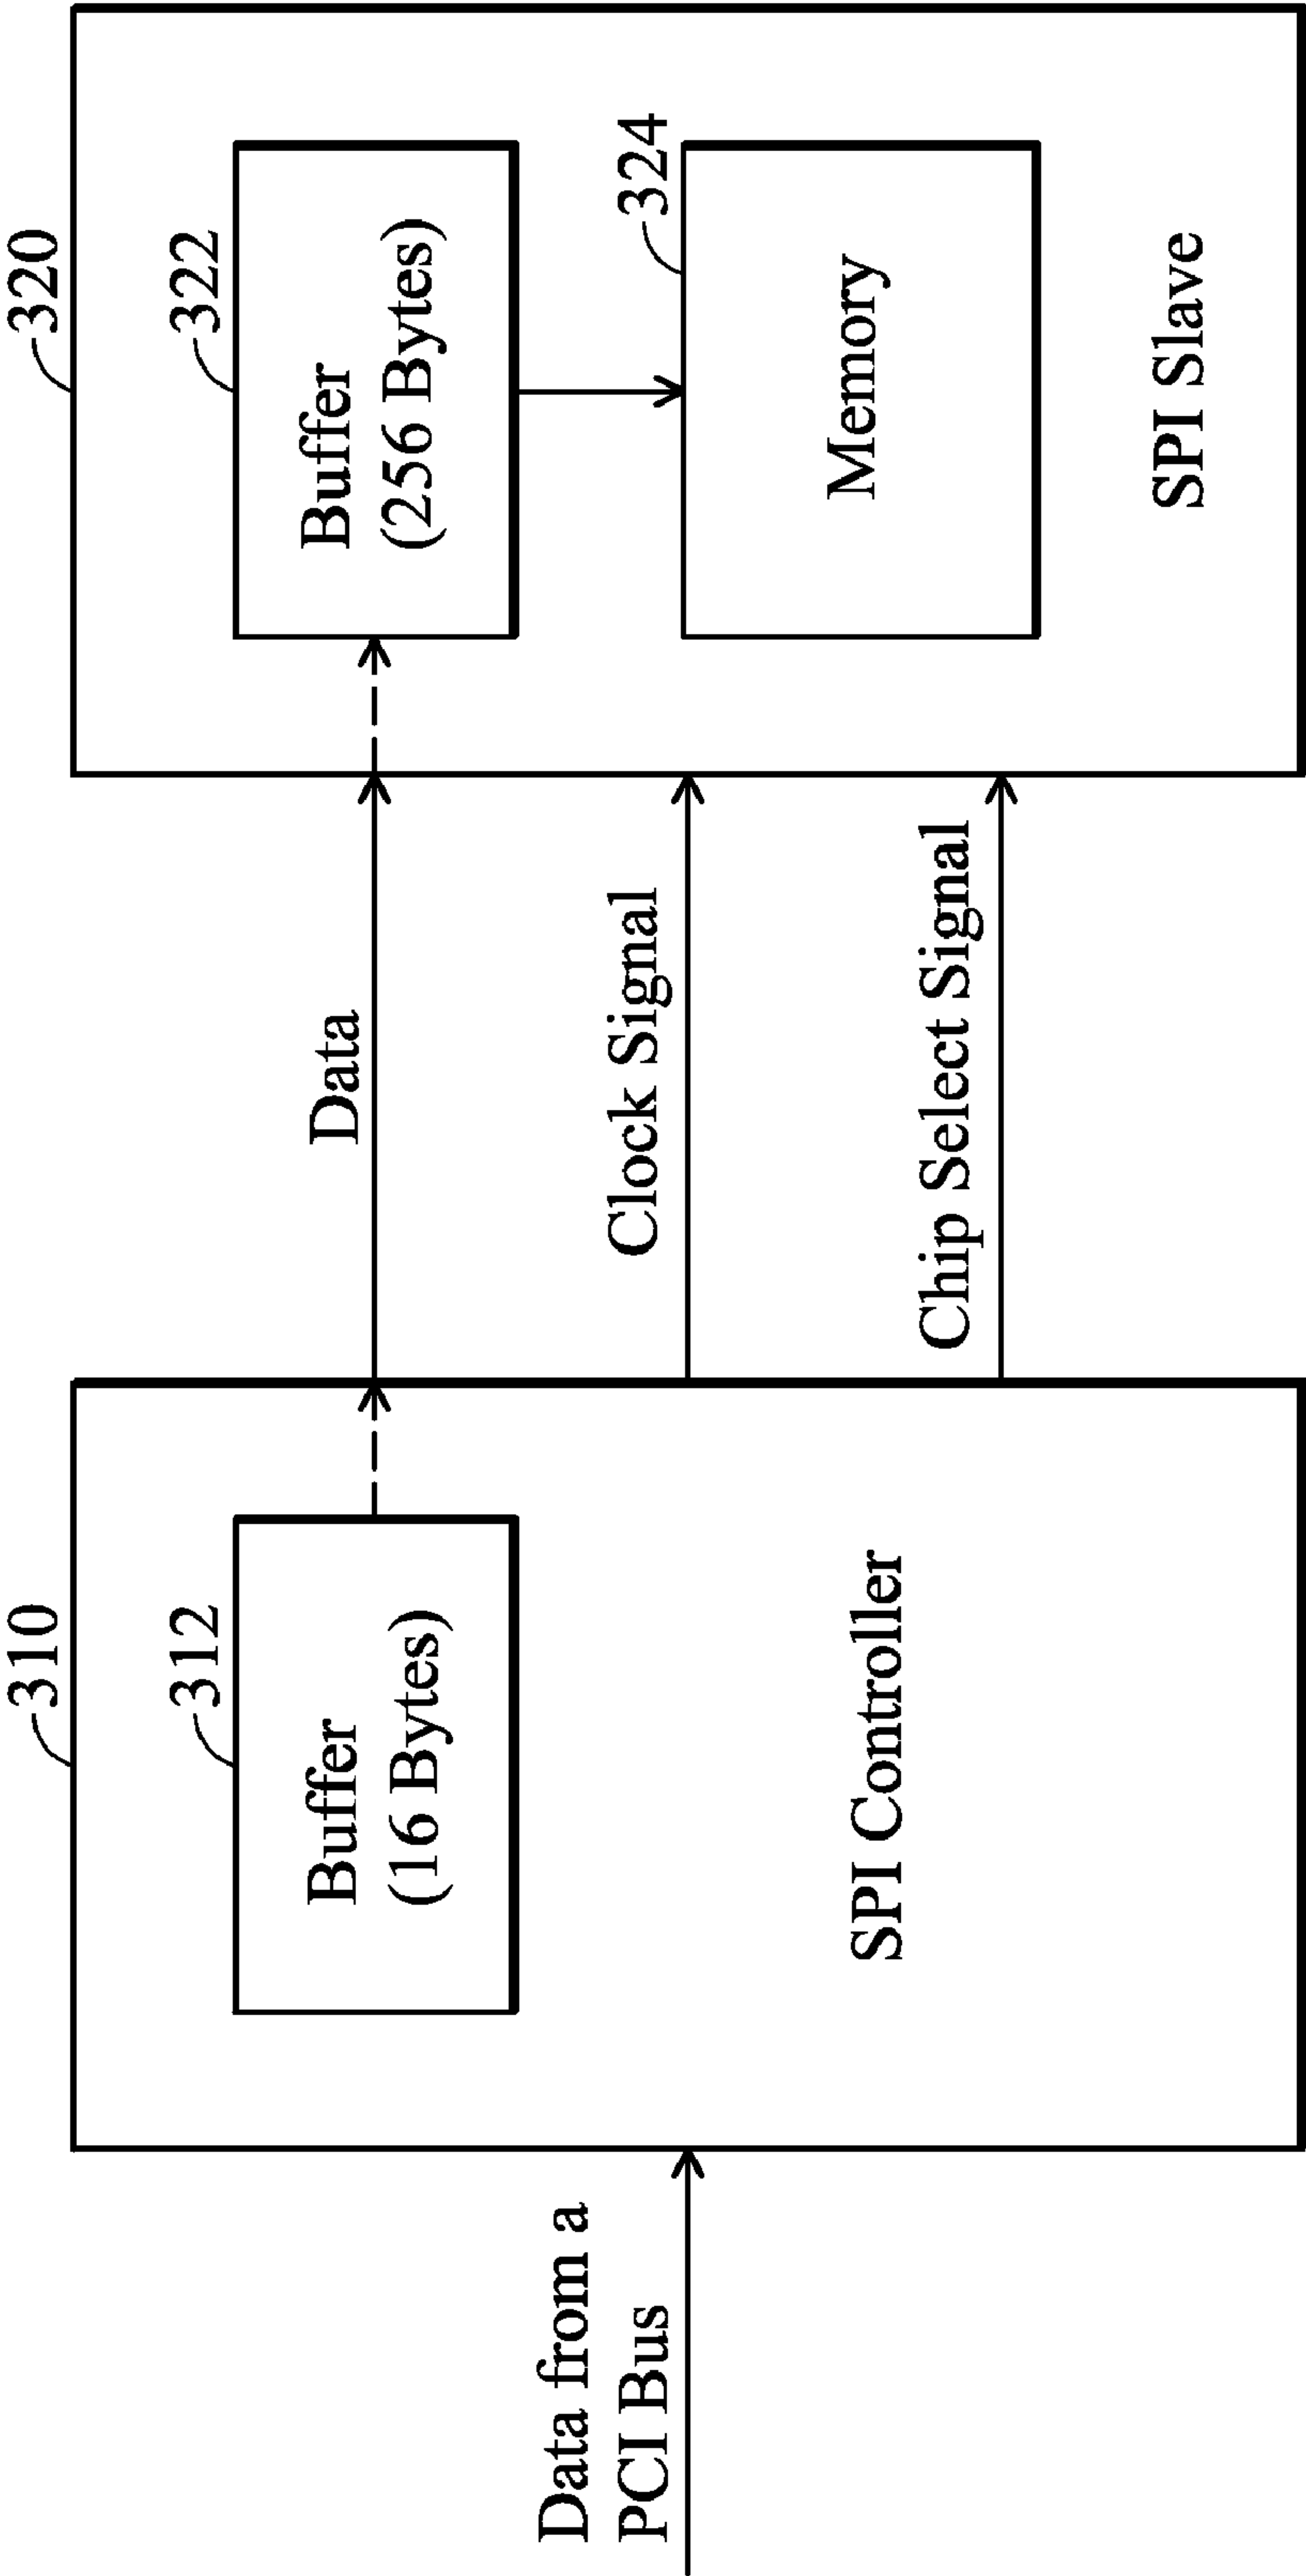 310
320
312
322
Buffer
(16 Bytes)
Data
Buffer
(256 Bytes)
Data from a
PCI Bus
Clock Signal
324
SPI Controller
Chip Select Signal
Memory
SPI Slave